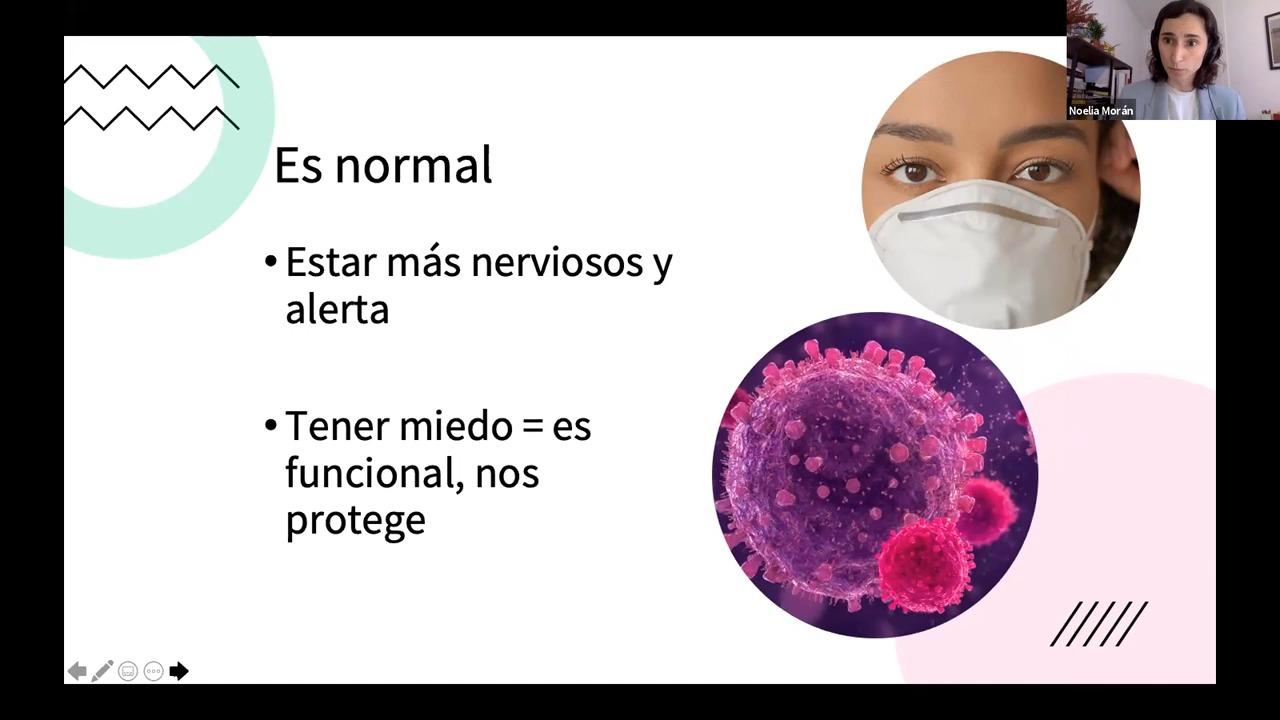 Noelia Morán
Es normal
• Estar más nerviosos y
alerta
• Tener miedo = es
funcional, nos
protege